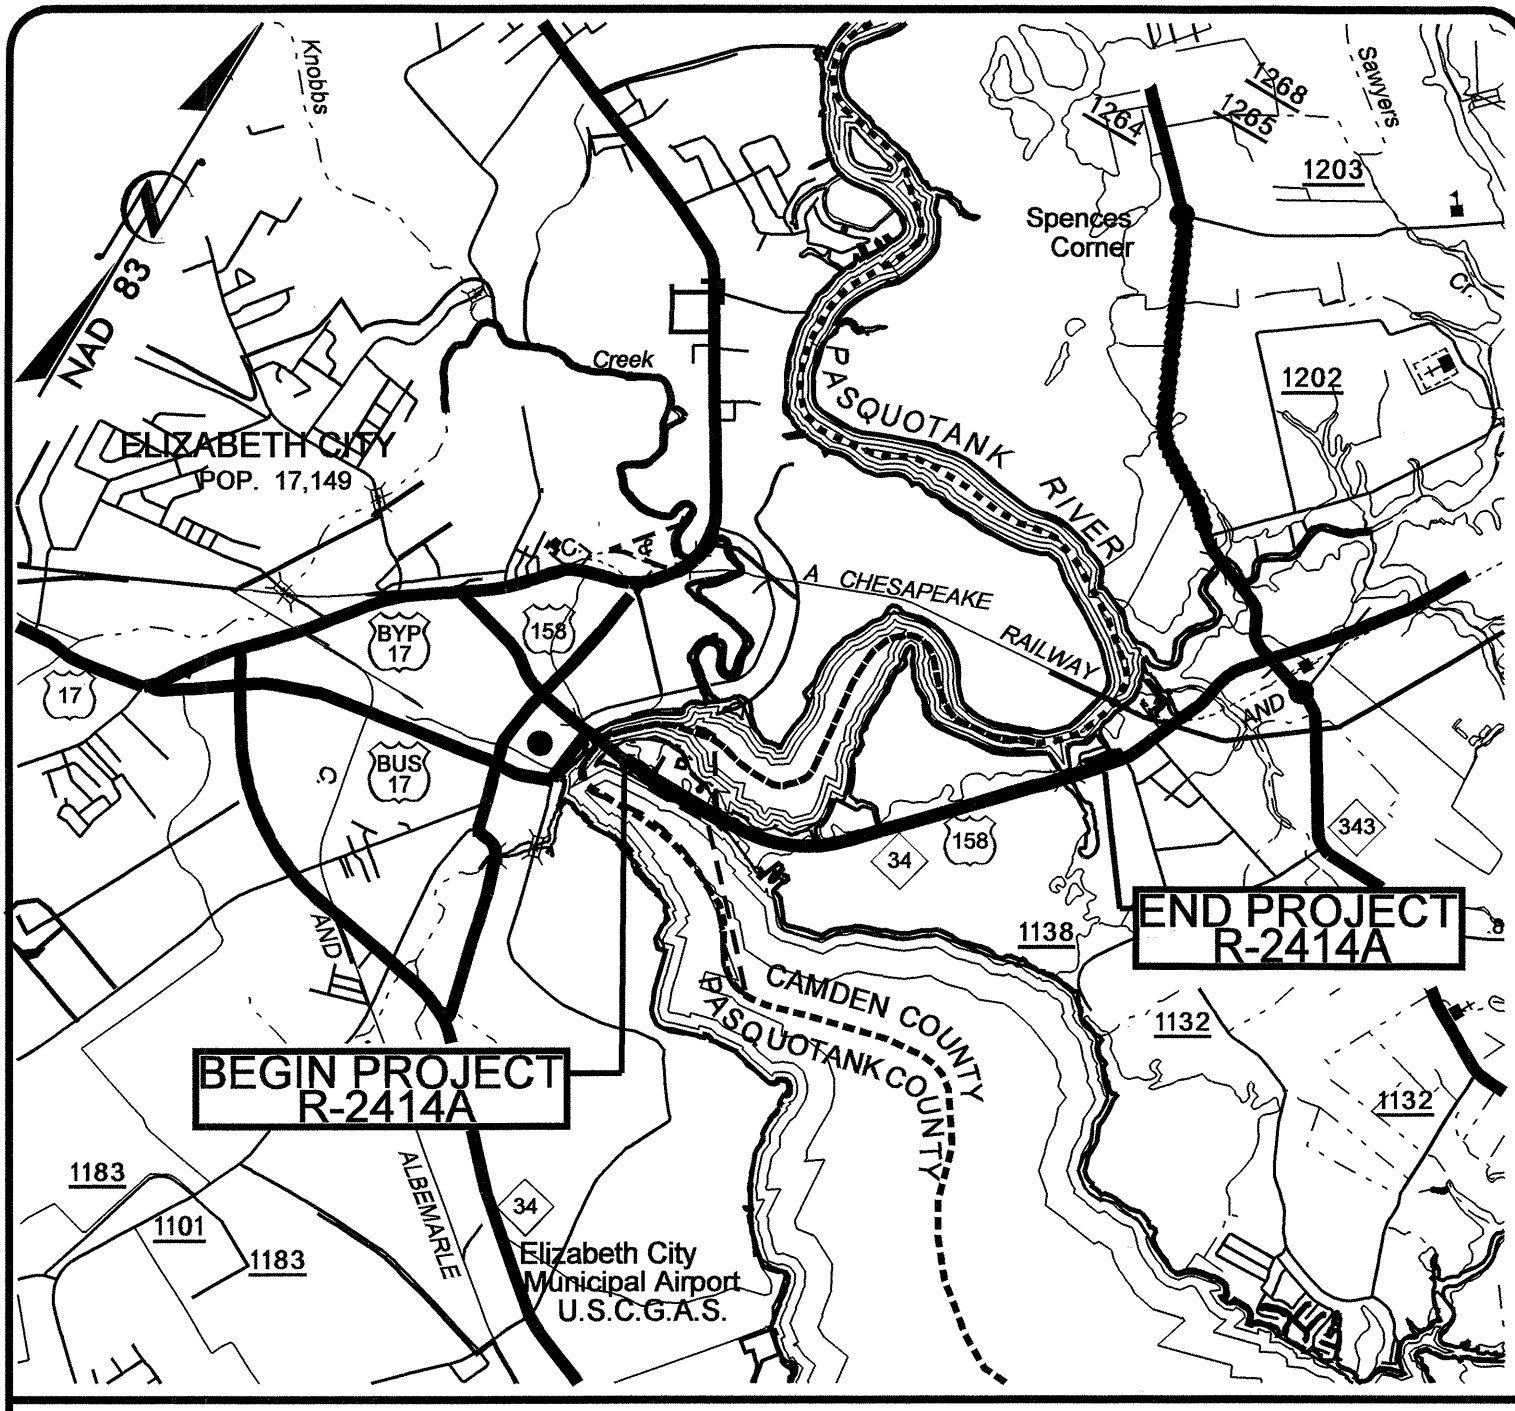 Knobbs
Sawyers
1268
1264
1265
1203
Spences
Corner
NAD 83
Cr.
Creek
PASQUOTANK RIVER
1202
ELIZABETH CITY
POP. 17,149
C.
&
A CHESAPEAKE
RAILWAY
AND
BYP
17
158
17
BUS
17
C
34
158
343
AND
1138
END PROJECT
R-2414A
CAMDEN COUNTY
PASQUOTANK COUNTY
1132
1132
BEGIN PROJECT
R-2414A
1183
1101
1183
ALBEMARLE
34
Elizabeth City
Municipal Airport
U.S.C.G.A.S.